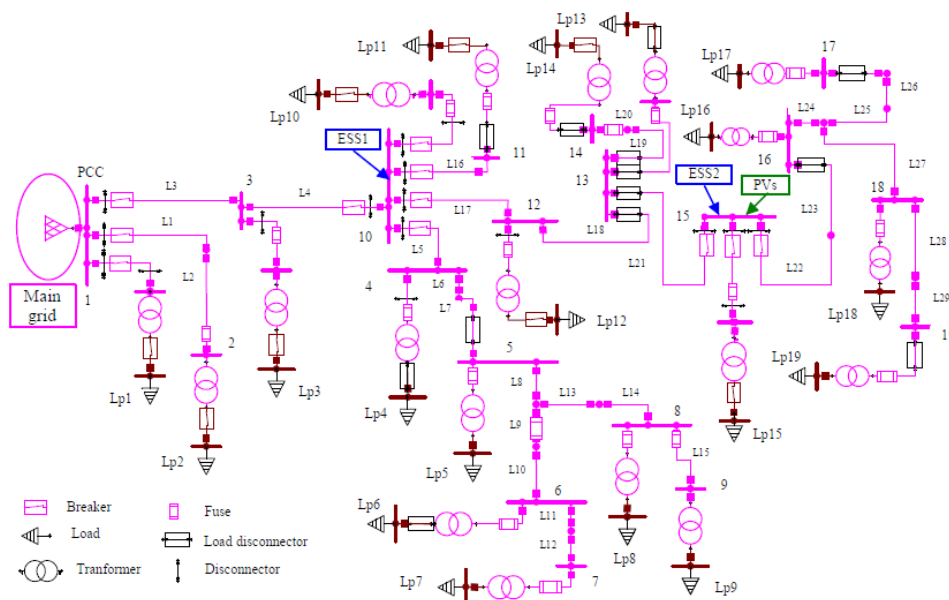 Lp13
Lp11
Lp14
Lp17
17
Lp10
L26
L24
L25
Lp16
L20
ESS1
L19
11
14
16
L16
PCC
3
13
ESS2
PVs
L27
L3
L4
L17
12
15
18
L23
L1
L18
10
L5
L28
L2
4
L6
L21
L22
L7
Main
grid
1
Lp12
Lp18
L29
2
5
1
Lp19
Lp1
Lp3
Lp4
L8
L13
L14
8
Lp15
Lp2
Lp5
L9
L15
L10
9
6
Breaker
Fuse
Lp6
L11
Load
Load disconnector
L12
Lp8
Tranformer
Disconnector
Lp7
7
Lp9